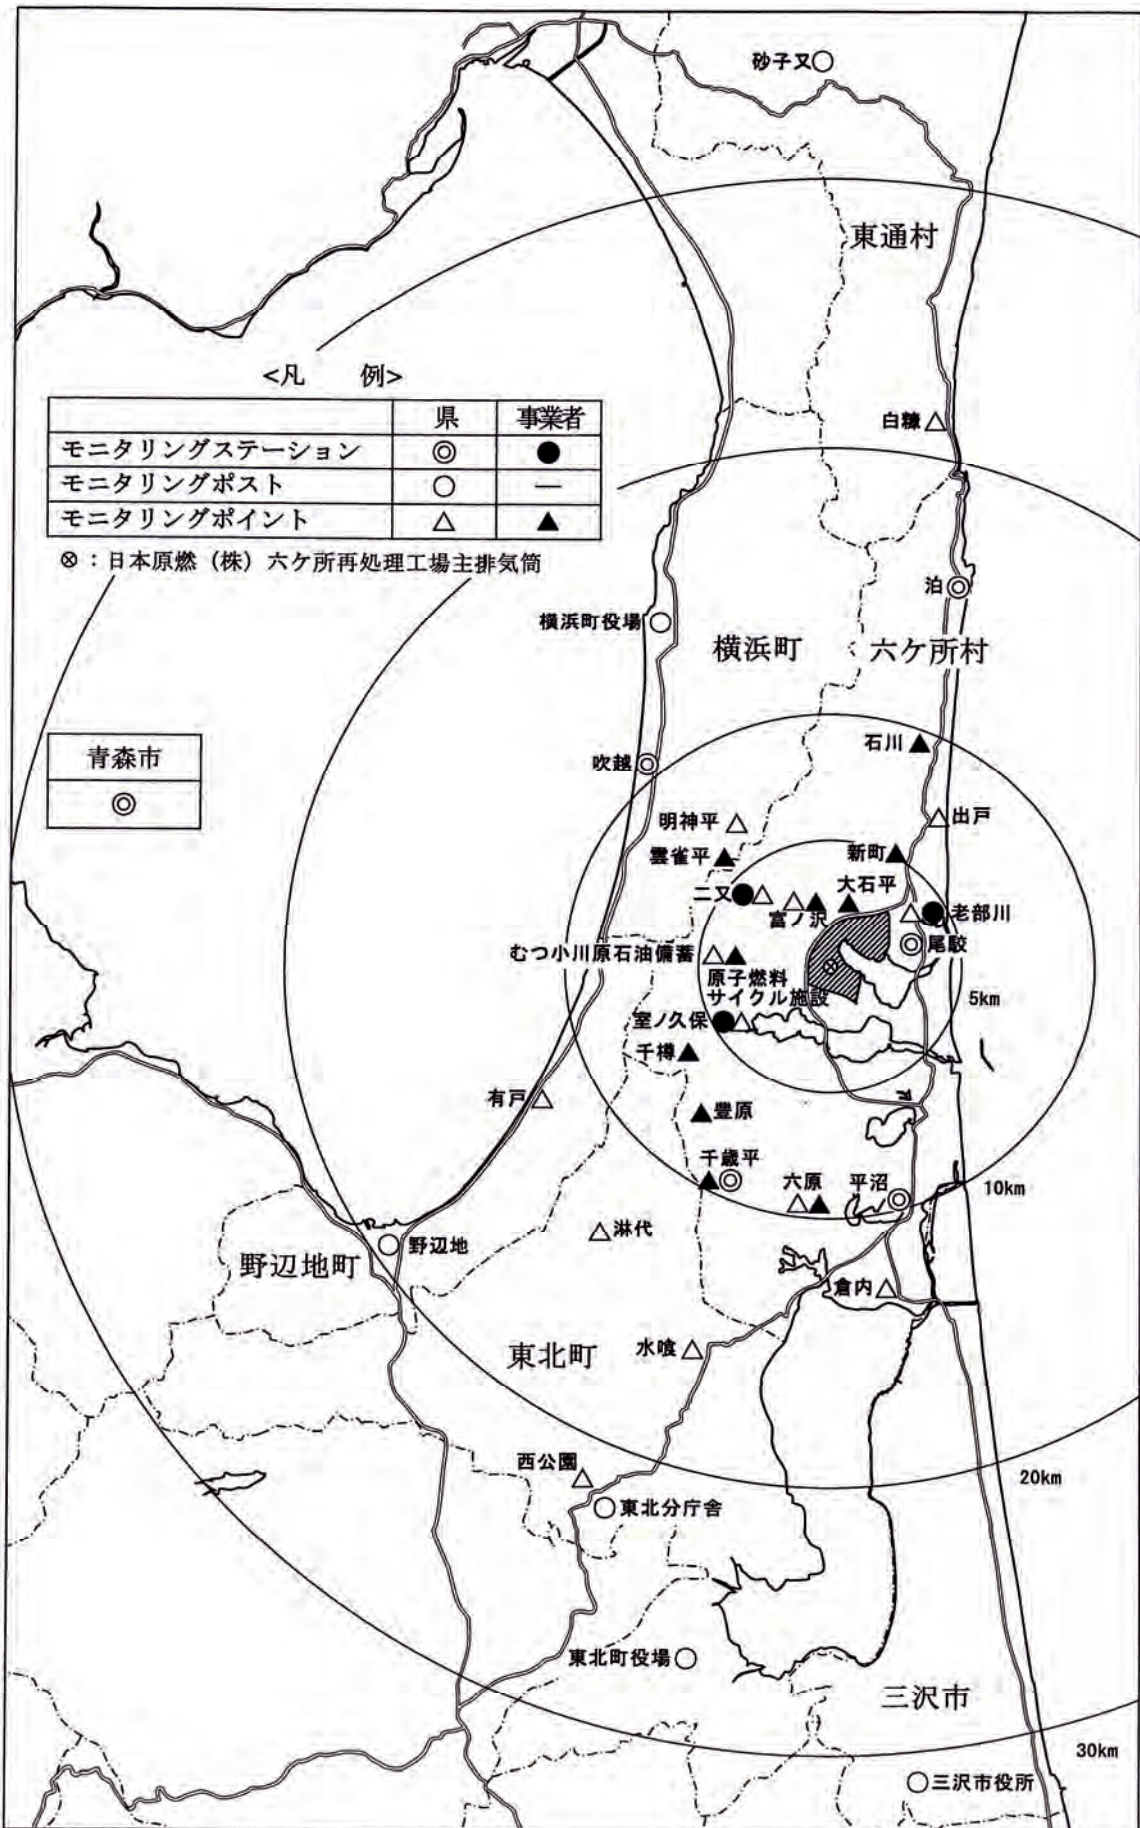 砂子又○
東通村
<凡　例>
県 事業者
モニタリングステーション ◎ ●
モニタリングポスト ○ —
モニタリングポイント △ ▲
⊗：日本原燃（株）六ケ所再処理工場主排気筒
白糠△
泊◎
横浜町役場○
横浜町
六ケ所村
青森市
◎
石川▲
吹越◎
明神平△
△出戸
雲雀平▲
新町▲
二又●△
△▲
富ノ沢
大石平
▲
△●老部川
◎尾駮
むつ小川原石油備蓄△▲
原子燃料
サイクル施設
5km
室ノ久保●△
千樽▲
有戸△
▲豊原
千歳平
▲◎
六原
△▲
平沼
◎
10km
△淋代
○野辺地
野辺地町
倉内△
東北町
水喰△
西公園
△
20km
○東北分庁舎
東北町役場○
三沢市
30km
○三沢市役所